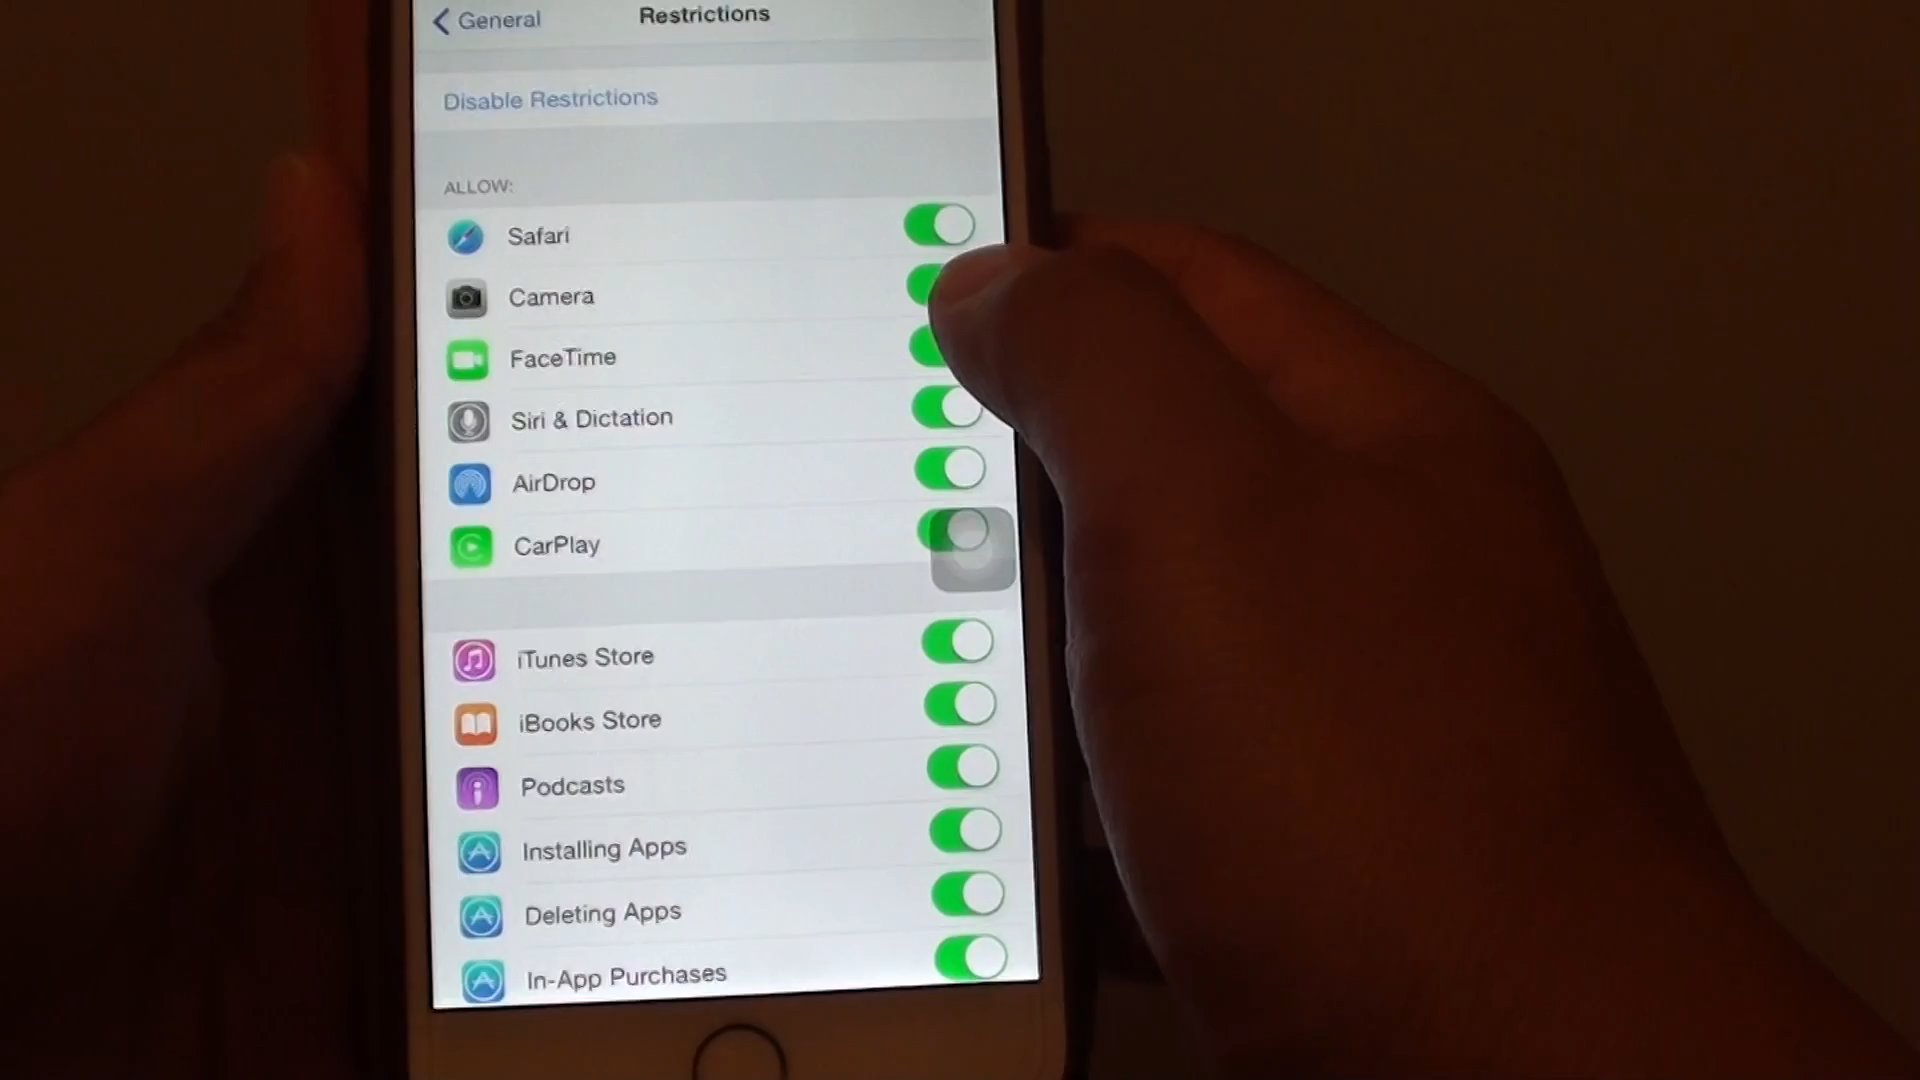 General
Restrictions
Disable Restrictions
ALLOW:
Safari
Camera
FaceTime
Siri & Dictation
AirDrop
CarPlay
iTunes Store
iBooks Store
Podcasts
Installing Apps
Deleting Apps
In-App Purchases